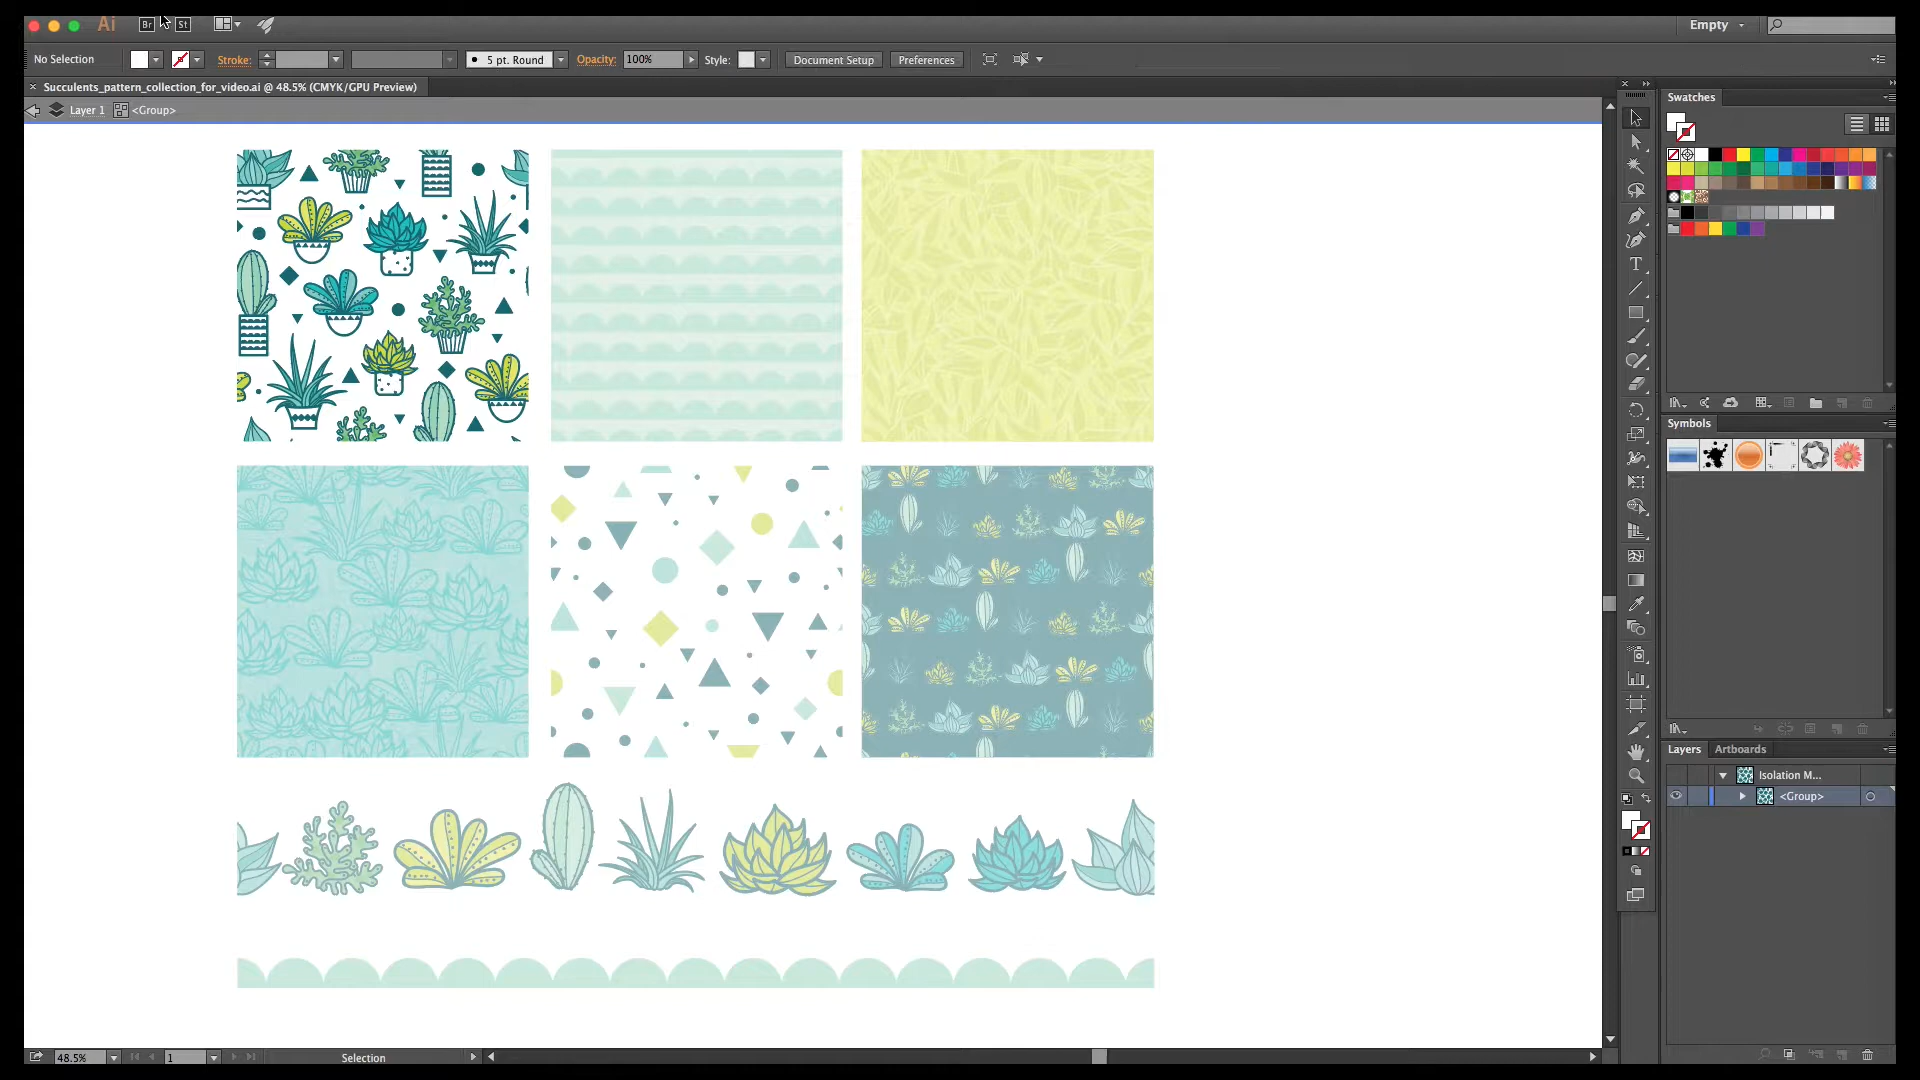 Ai Br St Empty
No Selection Stroke: 5 pt. Round Opacity: 100% Style: Document Setup Preferences
Succulents_pattern_collection_for_video.ai @ 48.5% (CMYK/GPU Preview)
Layer 1 <Group>
Swatches
T
Symbols
Layers Artboards
Isolation M...
<Group>
48.5% 1 Selection